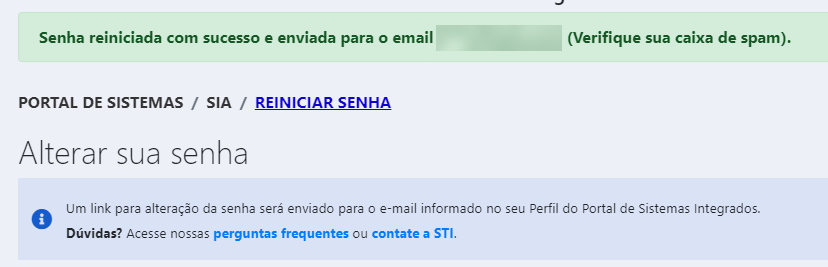 Senha reiniciada com sucesso e enviada para o email (Verifique sua caixa de spam).
PORTAL DE SISTEMAS / SIA / REINICIAR SENHA
Alterar sua senha
Um link para alteração da senha será enviado para o e-mail informado no seu Perfil do Portal de Sistemas Integrados.
Dúvidas? Acesse nossas perguntas frequentes ou contate a STI.